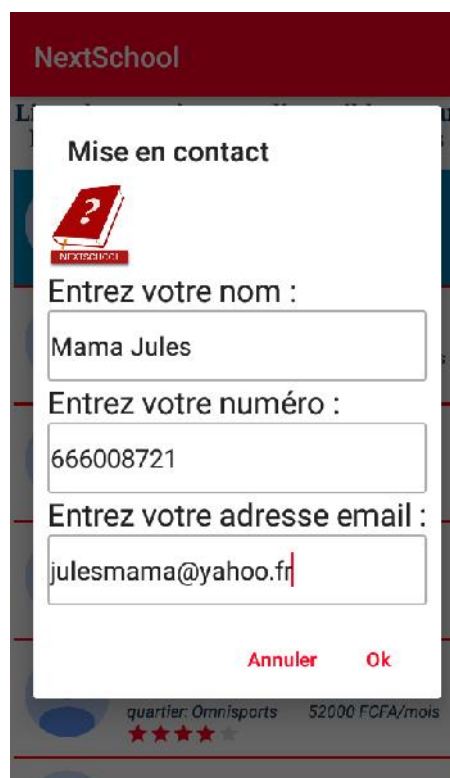 NextSchool
Mise en contact
?
NEXTSCHOOL
Entrez votre nom :
Mama Jules
Entrez votre numéro :
666008721
Entrez votre adresse email :
julesmama@yahoo.fr
Annuler Ok
quartier: Omnisports 52000 FCFA/mois